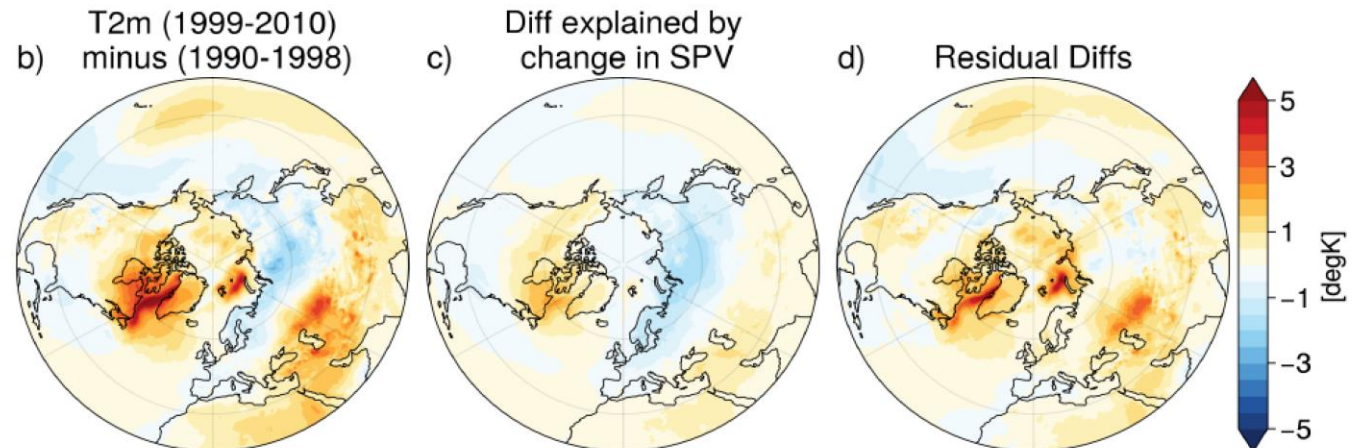 b) T2m (1999-2010)
minus (1990-1998)
c) Diff explained by
change in SPV
d) Residual Diffs
5
3
1
−1
−3
−5
[degK]